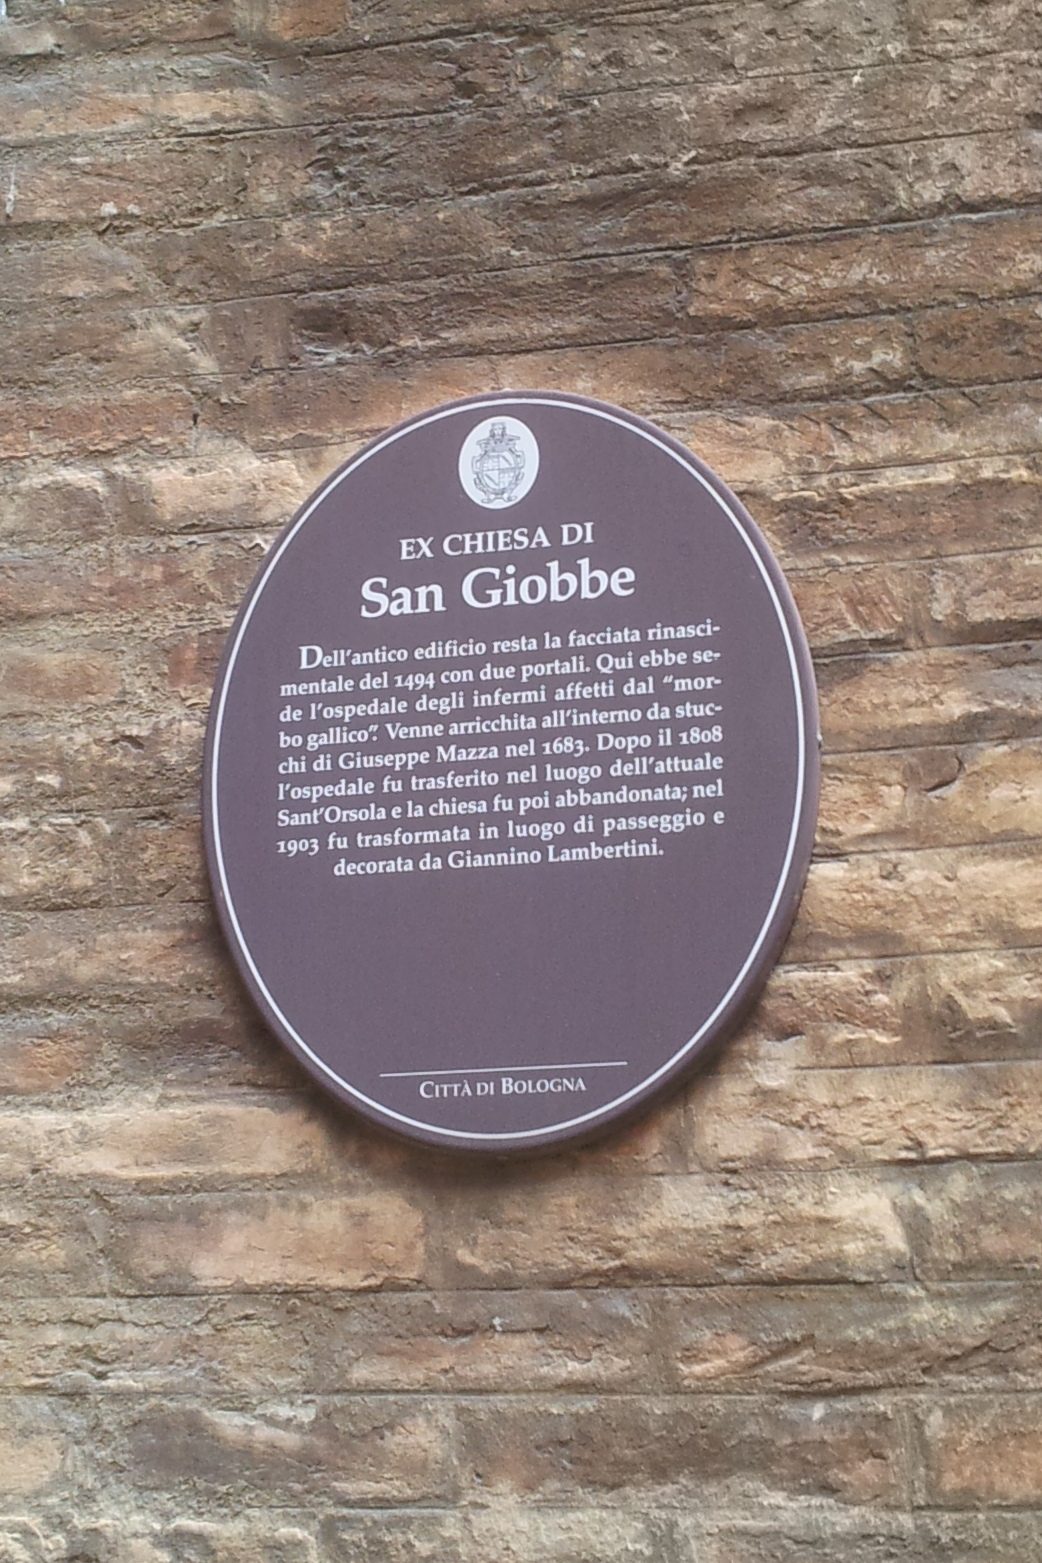 EX CHIESA DI
San Giobbe
Dell'antico edificio resta la facciata rinasci-
mentale del 1494 con due portali. Qui ebbe se-
de l'ospedale degli infermi affetti dal "mor-
bo gallico". Venne arricchita all'interno da stuc-
chi di Giuseppe Mazza nel 1683. Dopo il 1808
l'ospedale fu trasferito nel luogo dell'attuale
Sant'Orsola e la chiesa fu poi abbandonata; nel
1903 fu trasformata in luogo di passeggio e
decorata da Giannino Lambertini.
CITTÀ DI BOLOGNA